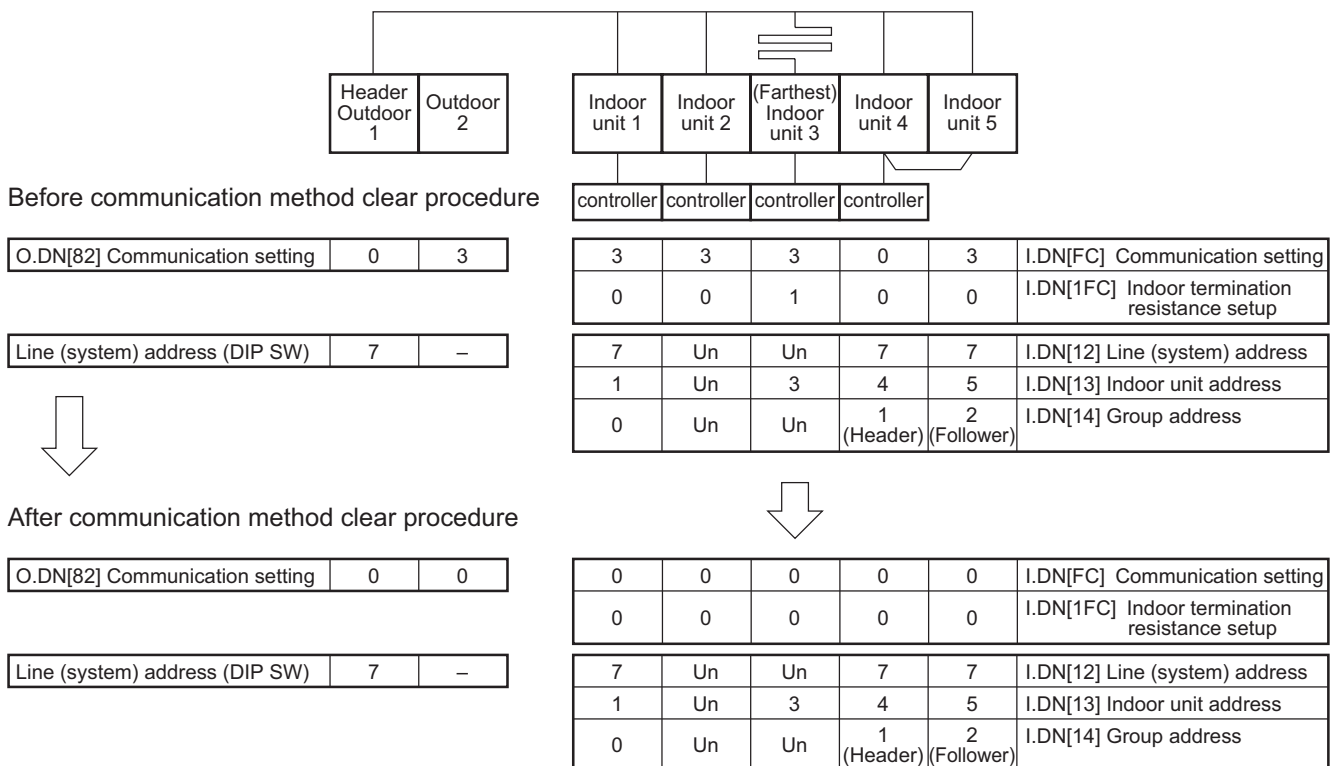 Header Outdoor 1
Outdoor 2
Indoor unit 1
Indoor unit 2
(Farthest) Indoor unit 3
Indoor unit 4
Indoor unit 5
controller controller controller controller
Before communication method clear procedure
O.DN[82] Communication setting 0 3
3 3 3 0 3 I.DN[FC] Communication setting
0 0 1 0 0 I.DN[1FC] Indoor termination resistance setup
Line (system) address (DIP SW) 7 –
7 Un Un 7 7 I.DN[12] Line (system) address
1 Un 3 4 5 I.DN[13] Indoor unit address
0 Un Un 1 (Header) 2 (Follower) I.DN[14] Group address
After communication method clear procedure
O.DN[82] Communication setting 0 0
0 0 0 0 0 I.DN[FC] Communication setting
0 0 0 0 0 I.DN[1FC] Indoor termination resistance setup
Line (system) address (DIP SW) 7 –
7 Un Un 7 7 I.DN[12] Line (system) address
1 Un 3 4 5 I.DN[13] Indoor unit address
0 Un Un 1 (Header) 2 (Follower) I.DN[14] Group address